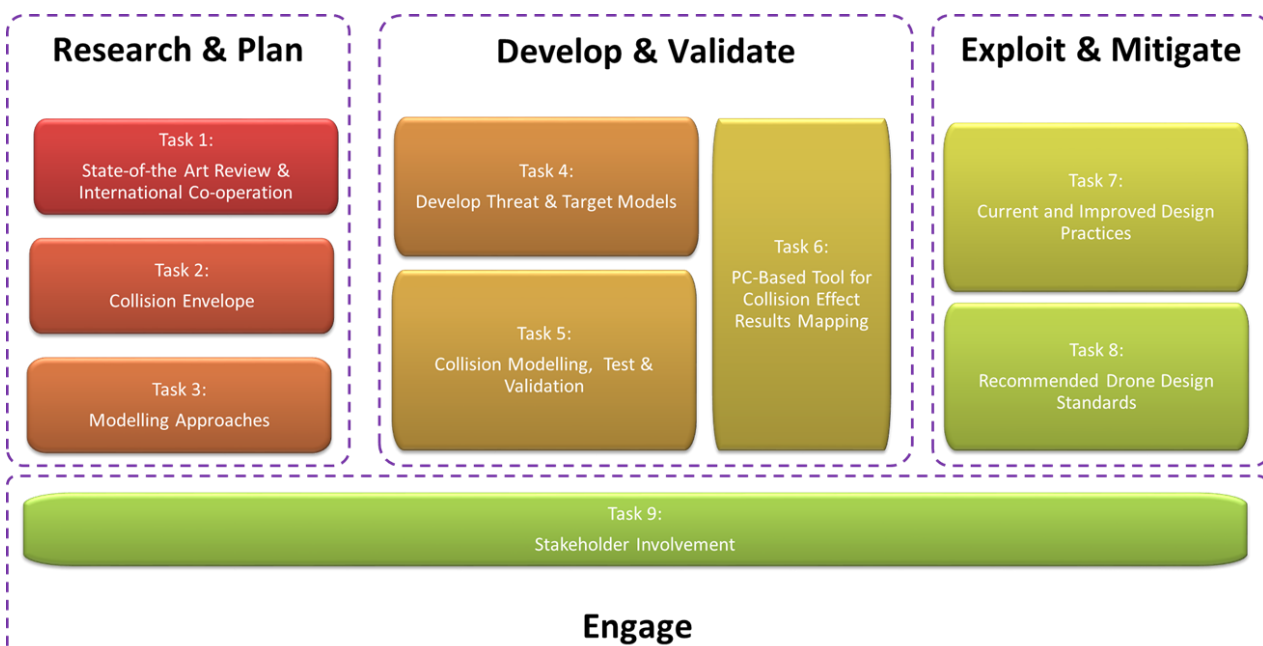 Research & Plan
Task 1:
State-of-the Art Review &
International Co-operation
Task 2:
Collision Envelope
Task 3:
Modelling Approaches
Develop & Validate
Task 4:
Develop Threat & Target Models
Task 5:
Collision Modelling, Test &
Validation
Task 6:
PC-Based Tool for
Collision Effect
Results Mapping
Exploit & Mitigate
Task 7:
Current and Improved Design
Practices
Task 8:
Recommended Drone Design
Standards
Task 9:
Stakeholder Involvement
Engage